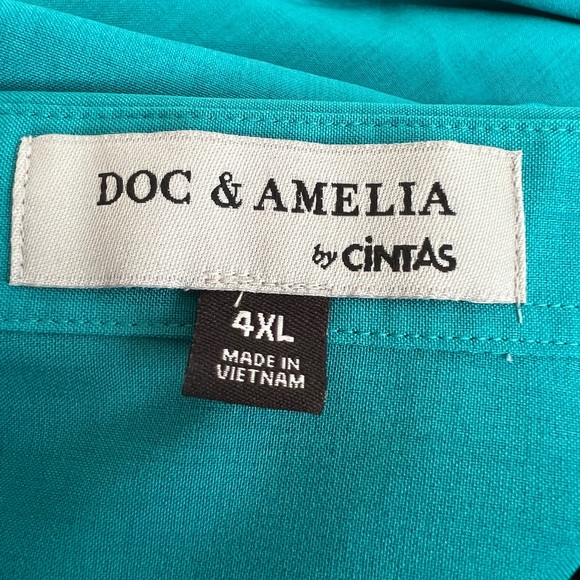 DOC & AMELIA
by CiNTAS
4XL
MADE IN
VIETNAM